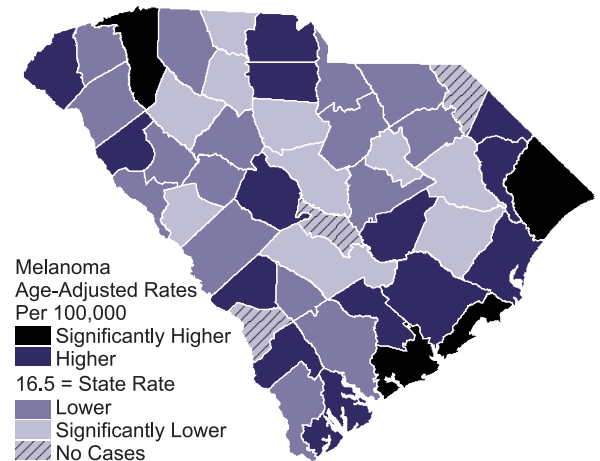 Melanoma
Age-Adjusted Rates
Per 100,000
Significantly Higher
Higher
16.5 = State Rate
Lower
Significantly Lower
No Cases